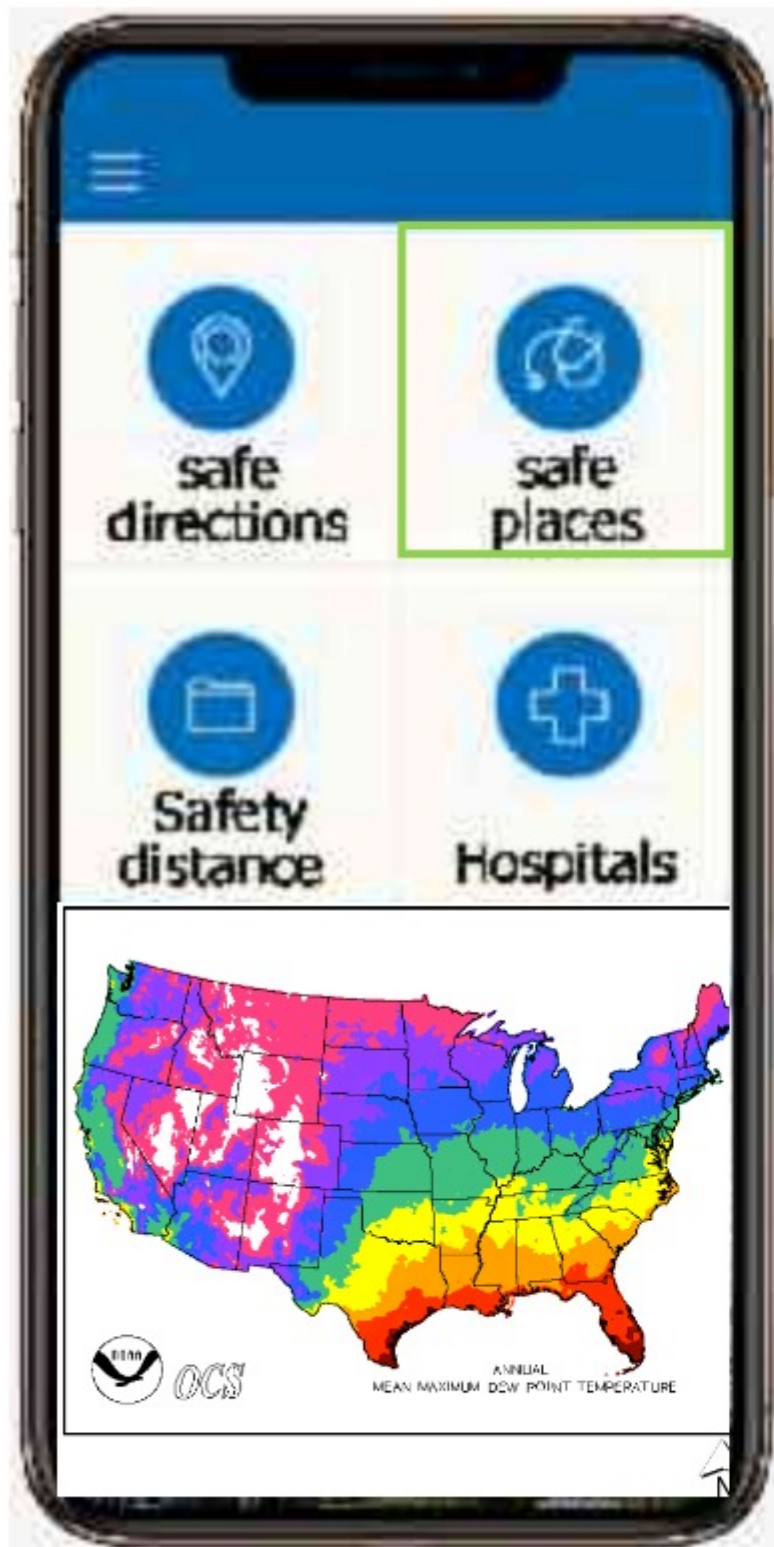 safe
directions
safe
places
Safety
distance
Hospitals
NOAA
OCS
ANNUAL
MEAN MAXIMUM DEW POINT TEMPERATURE
N